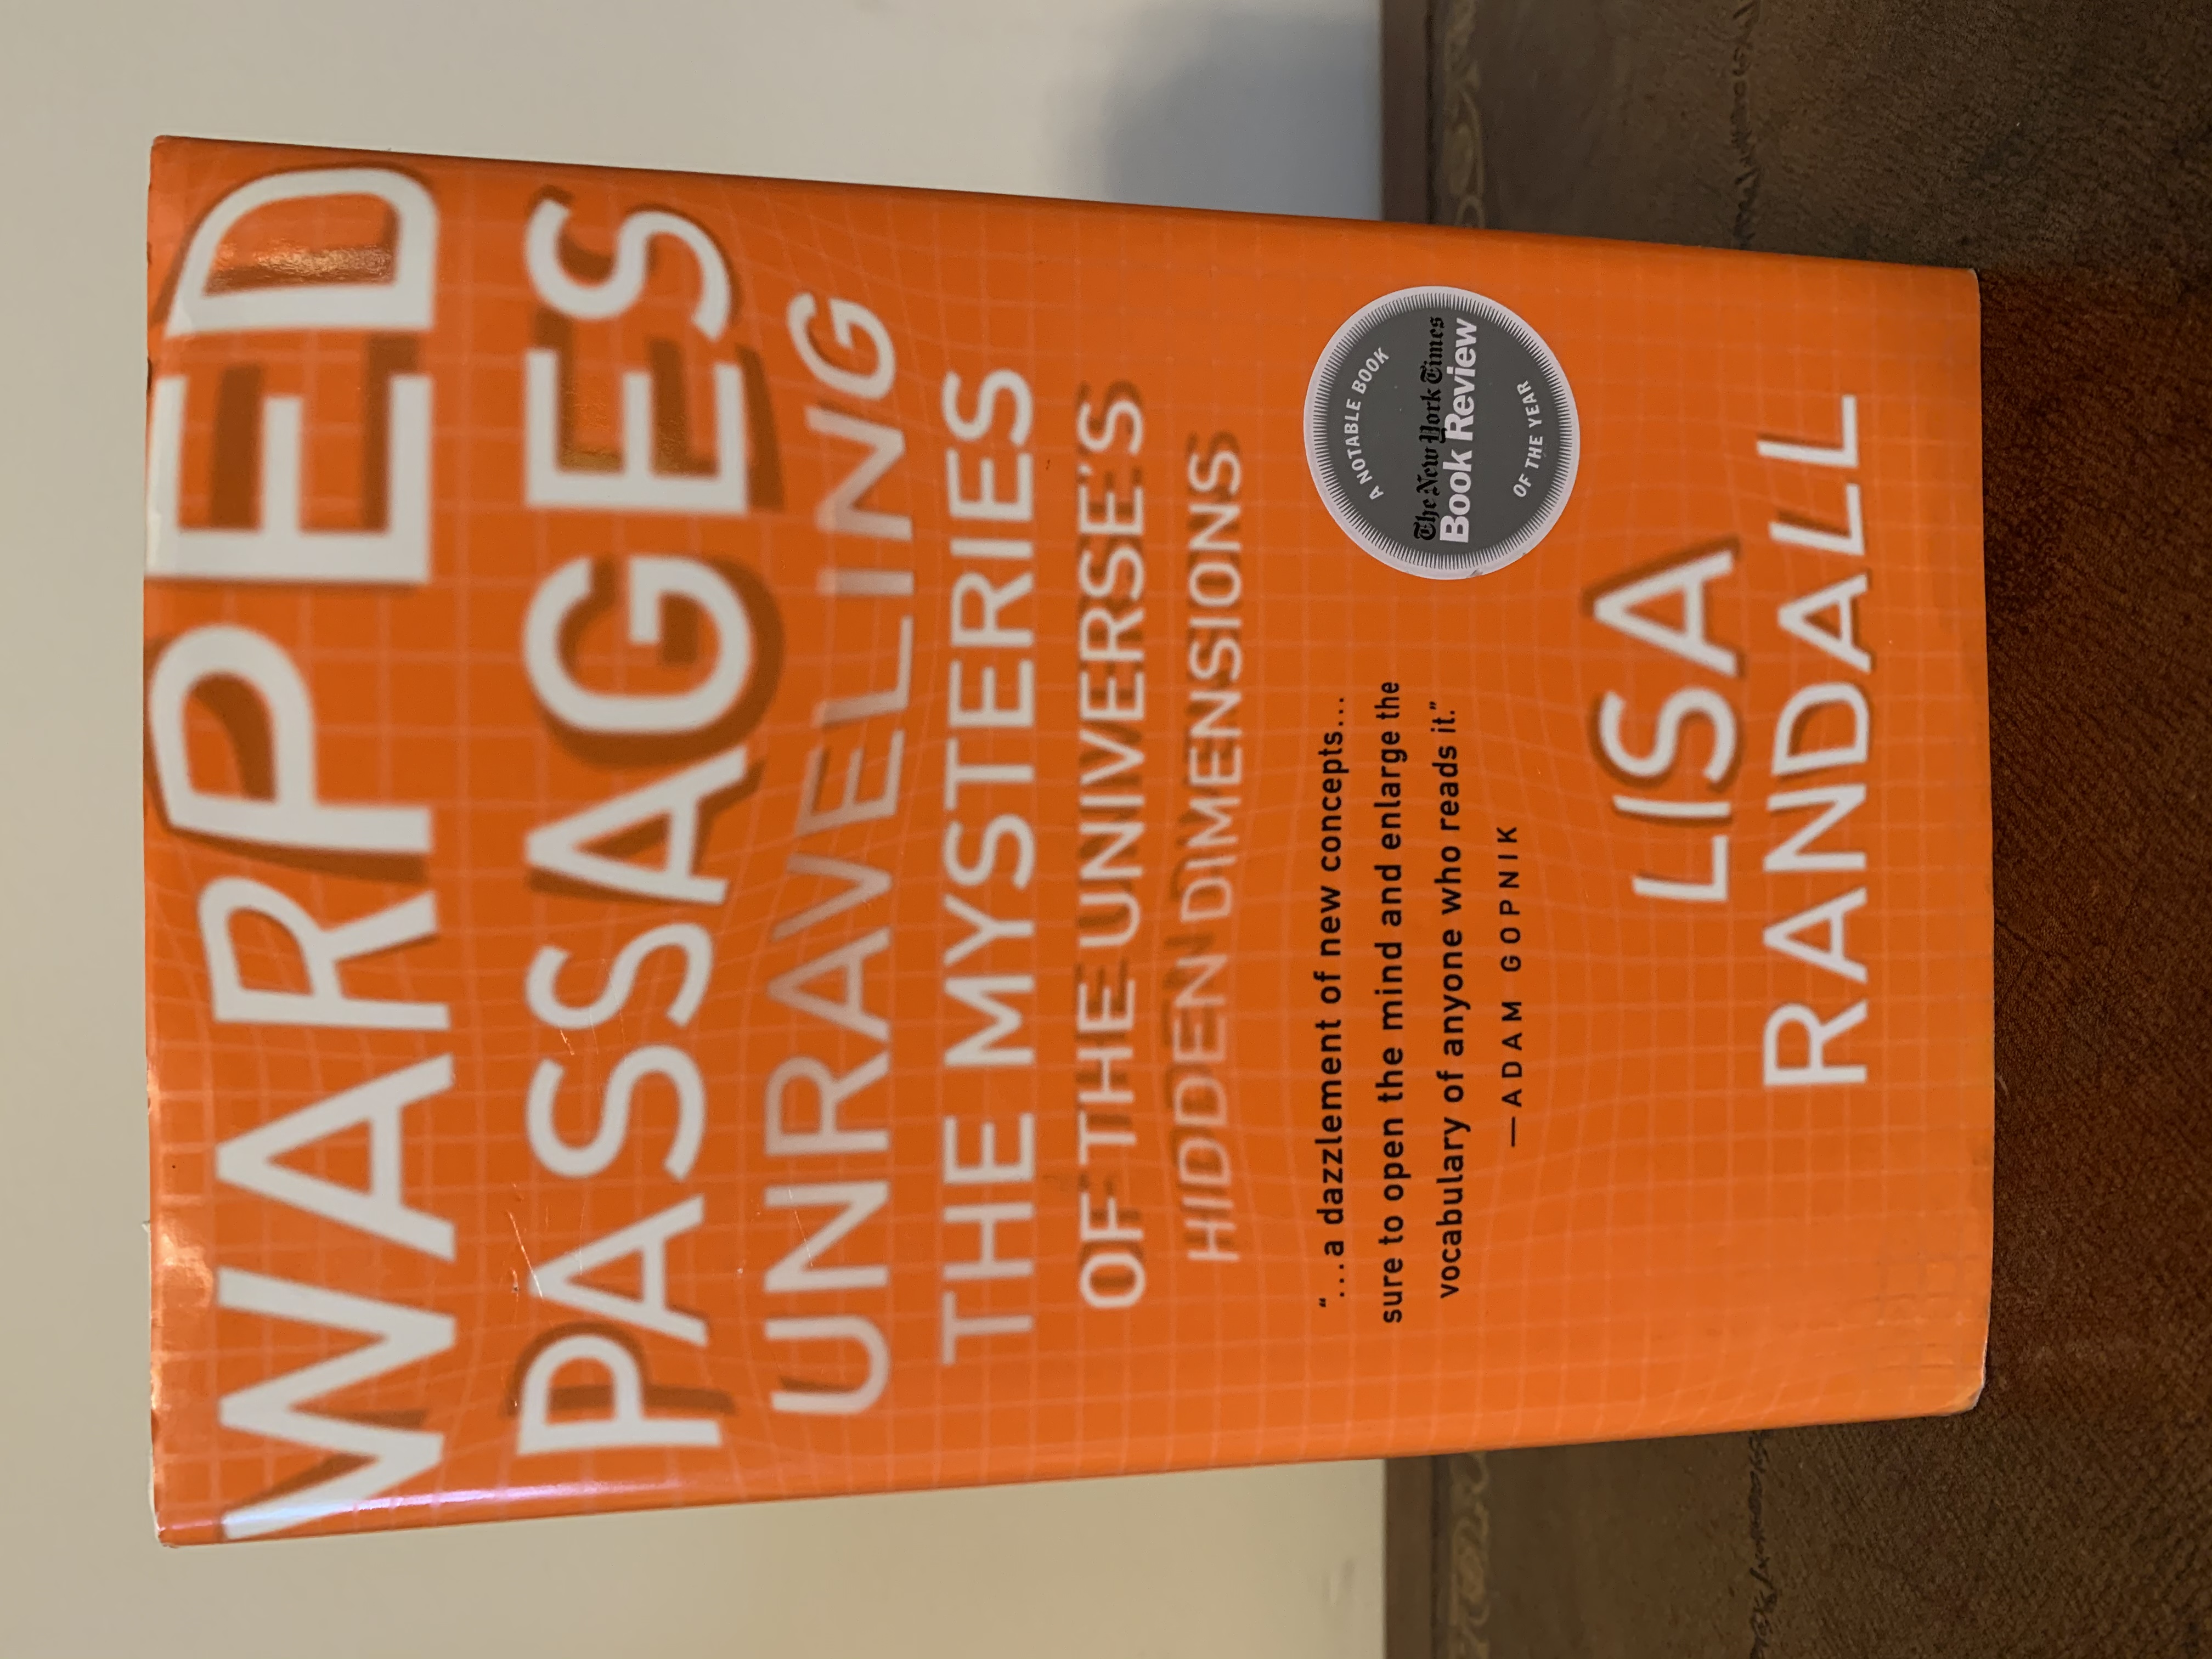 WARPED
PASSAGES
UNRAVELING
THE MYSTERIES
OF THE UNIVERSE'S
HIDDEN DIMENSIONS
A NOTABLE BOOK
The New York Times
Book Review
OF THE YEAR
“...a dazzlement of new concepts...
sure to open the mind and enlarge the
vocabulary of anyone who reads it.”
—ADAM GOPNIK
LISA
RANDALL